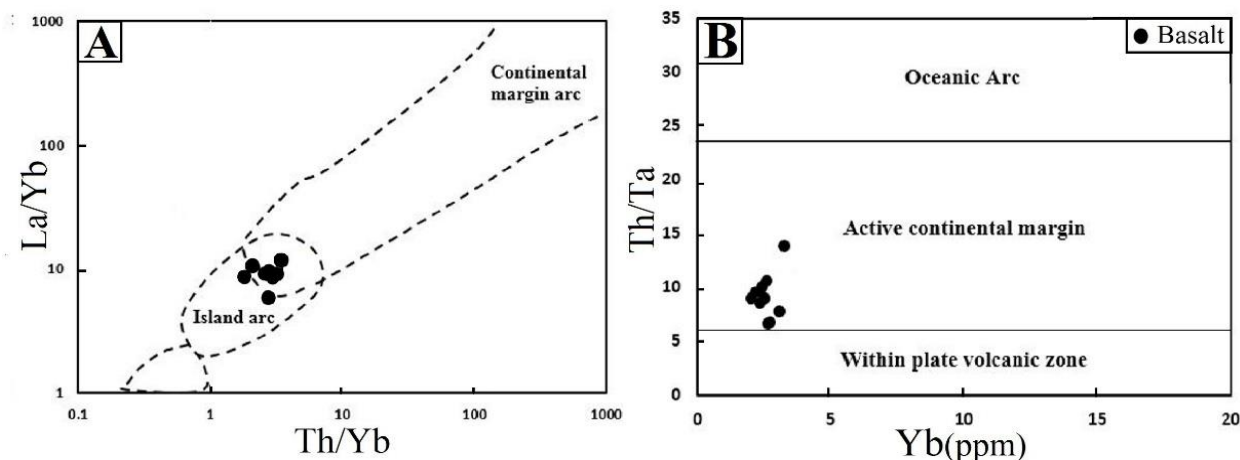 A
1000
100
10
1
La/Yb
Continental
margin arc
Island arc
0.1
1
10
100
1000
Th/Yb
B
Basalt
35
30
25
20
15
10
5
0
Th/Ta
Oceanic Arc
Active continental margin
Within plate volcanic zone
0
5
10
15
20
Yb(ppm)